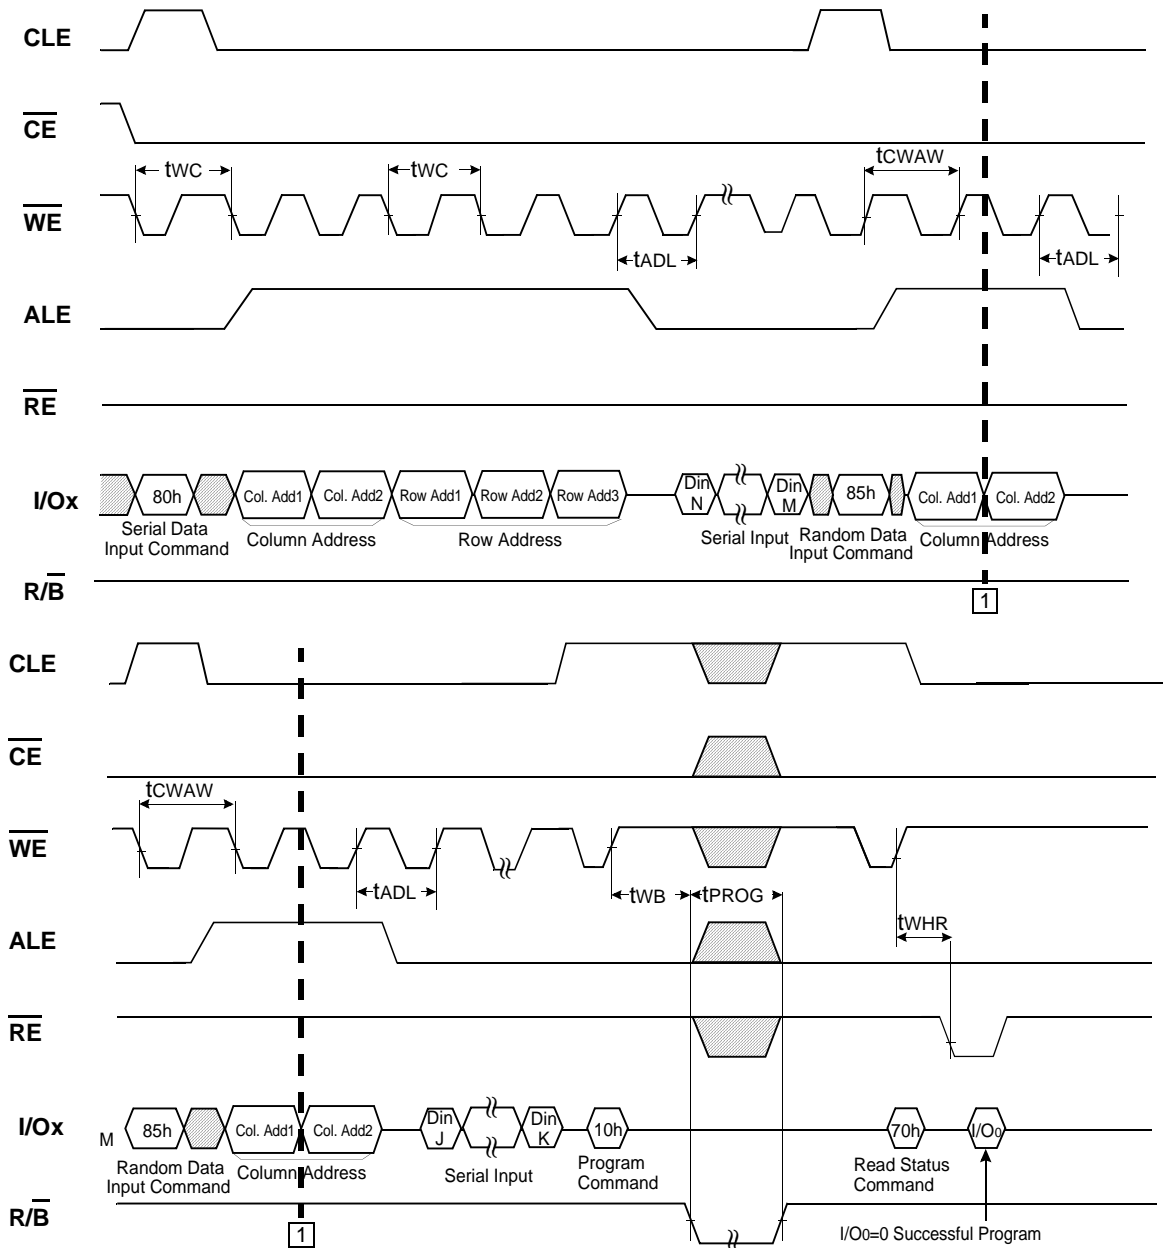 CLE
CE
tWC
tWC
tCWAW
WE
tADL
tADL
ALE
RE
I/Ox
80h
Col. Add1
Col. Add2
Row Add1
Row Add2
Row Add3
Din
N
Din
M
85h
Col. Add1
Col. Add2
Serial Data
Input Command
Column Address
Row Address
Serial Input
Random Data
Input Command
Column Address
R/B
1
CLE
CE
tCWAW
WE
tADL
tWB
tPROG
tWHR
ALE
RE
I/Ox
M
85h
Col. Add1
Col. Add2
Din
J
Din
K
10h
70h
I/O0
Random Data
Input Command
Column Address
Serial Input
Program
Command
Read Status
Command
R/B
1
I/O0=0 Successful Program